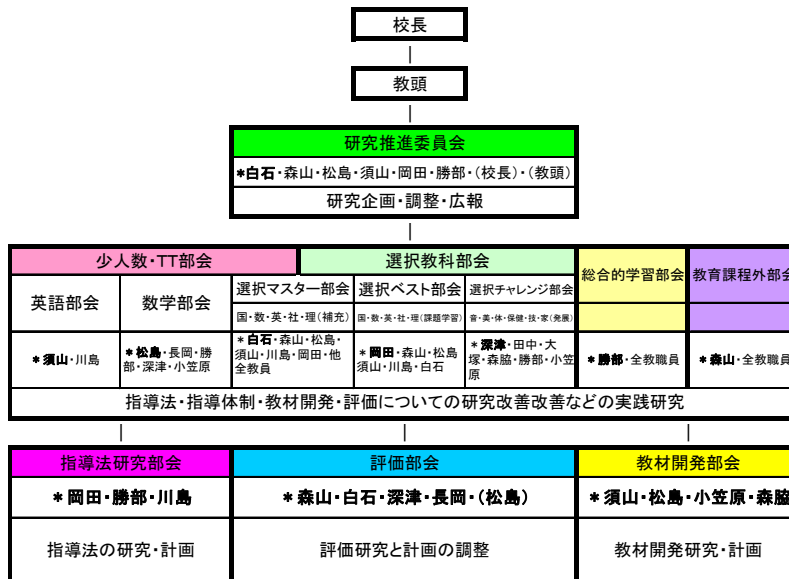 校長
教頭
研究推進委員会
*白石・森山・松島・須山・岡田・勝部・(校長)・(教頭)
研究企画・調整・広報
少人数・TT部会
選択教科部会
総合的学習部会
教育課程外部会
英語部会
数学部会
選択マスター部会
選択ベスト部会
選択チャレンジ部会
国・数・英・社・理(補充)
国・数・英・社・理(課題学習)
音・美・体・保健・技・家(発展)
*須山・川島
*松島・長岡・勝
部・深津・小笠原
*白石・森山・松島・
須山・川島・岡田・他
全教員
*岡田・森山・松島
須山・川島・白石
*深津・田中・大
塚・森脇・勝部・小笠
原
*勝部・全教職員
*森山・全教職員
指導法・指導体制・教材開発・評価についての研究改善改善などの実践研究
指導法研究部会
評価部会
教材開発部会
*岡田・勝部・川島
*森山・白石・深津・長岡・(松島)
*須山・松島・小笠原・森脇
指導法の研究・計画
評価研究と計画の調整
教材開発研究・計画